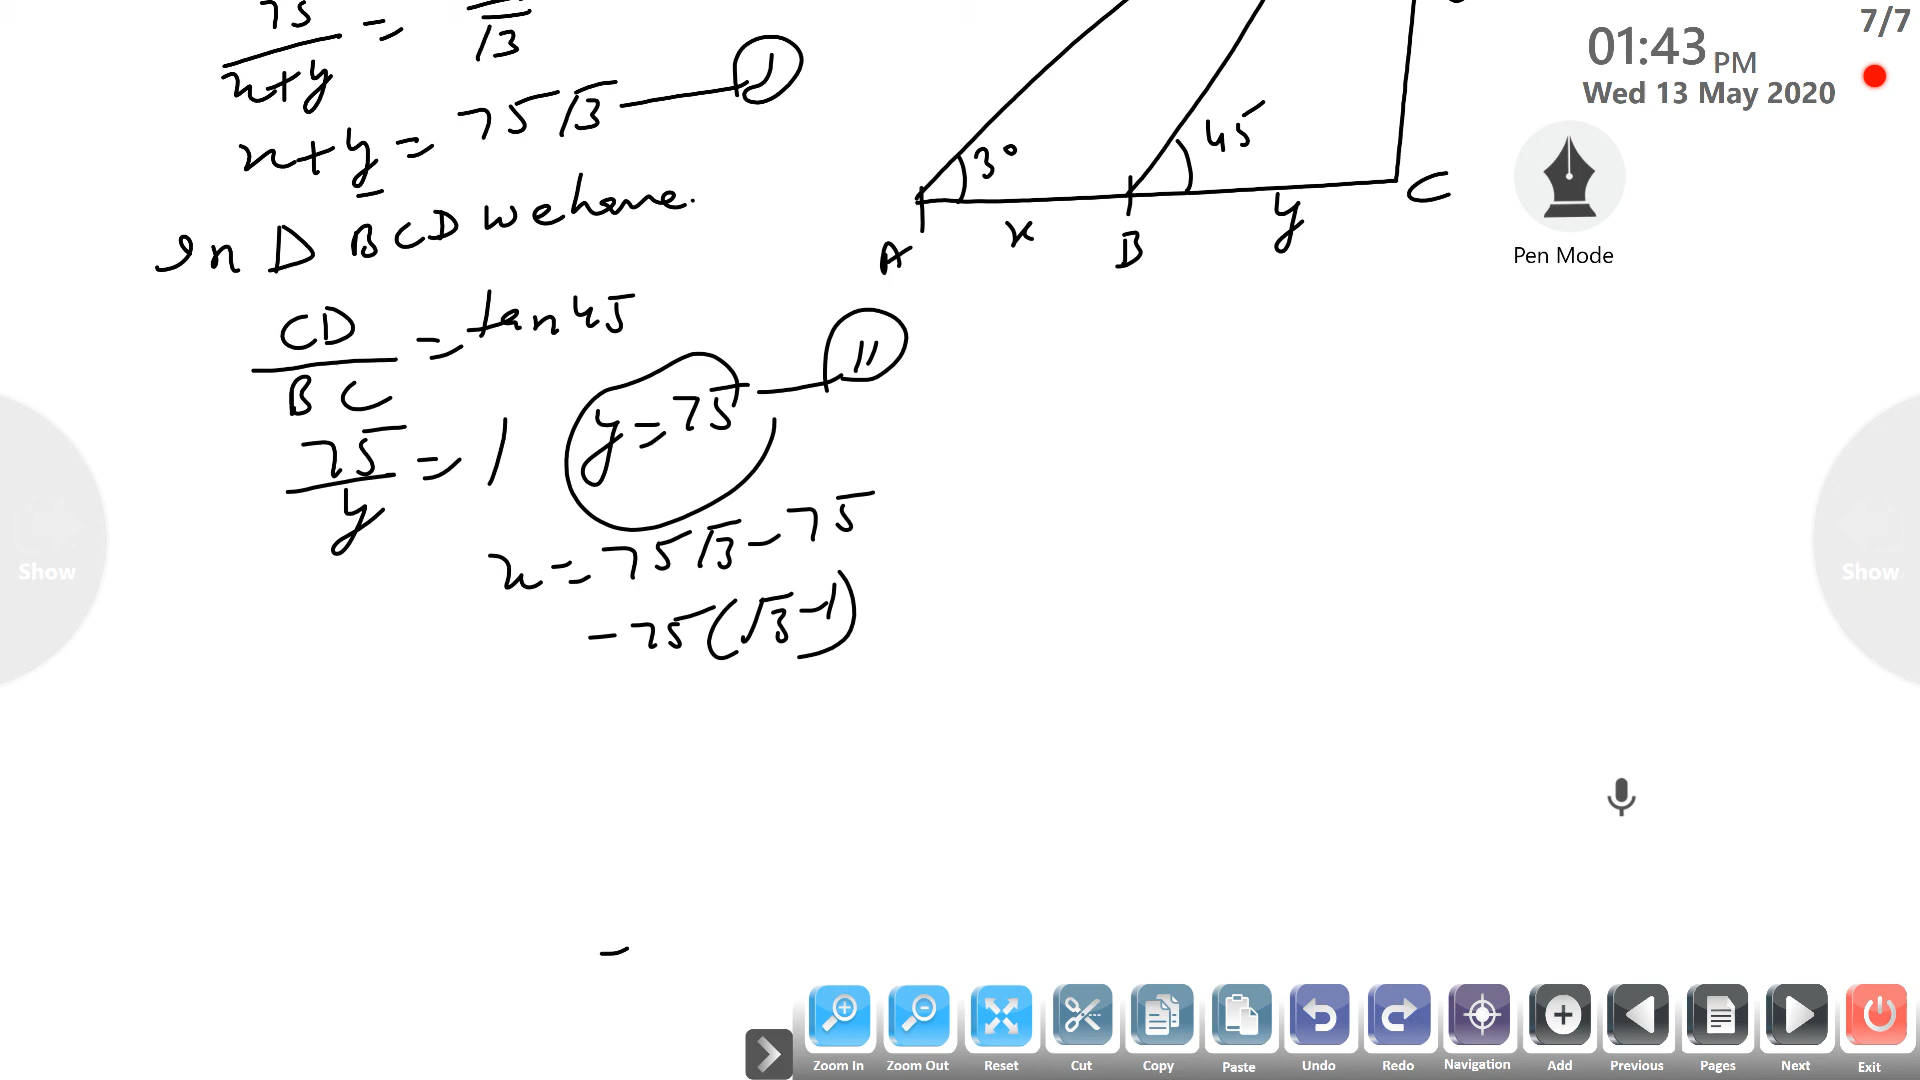 75
x+y = √3
x+y = 75√3 — I
In D BCD we have.
CD
BC = tan 45
75
y = 1 y = 75 — II
x = 75√3 - 75
- 75(√3-1)
-
30
45
A x B y C
7/7
01:43 PM
Wed 13 May 2020
Pen Mode
Show
Show
Zoom In Zoom Out Reset Cut Copy Paste Undo Redo Navigation Add Previous Pages Next Exit